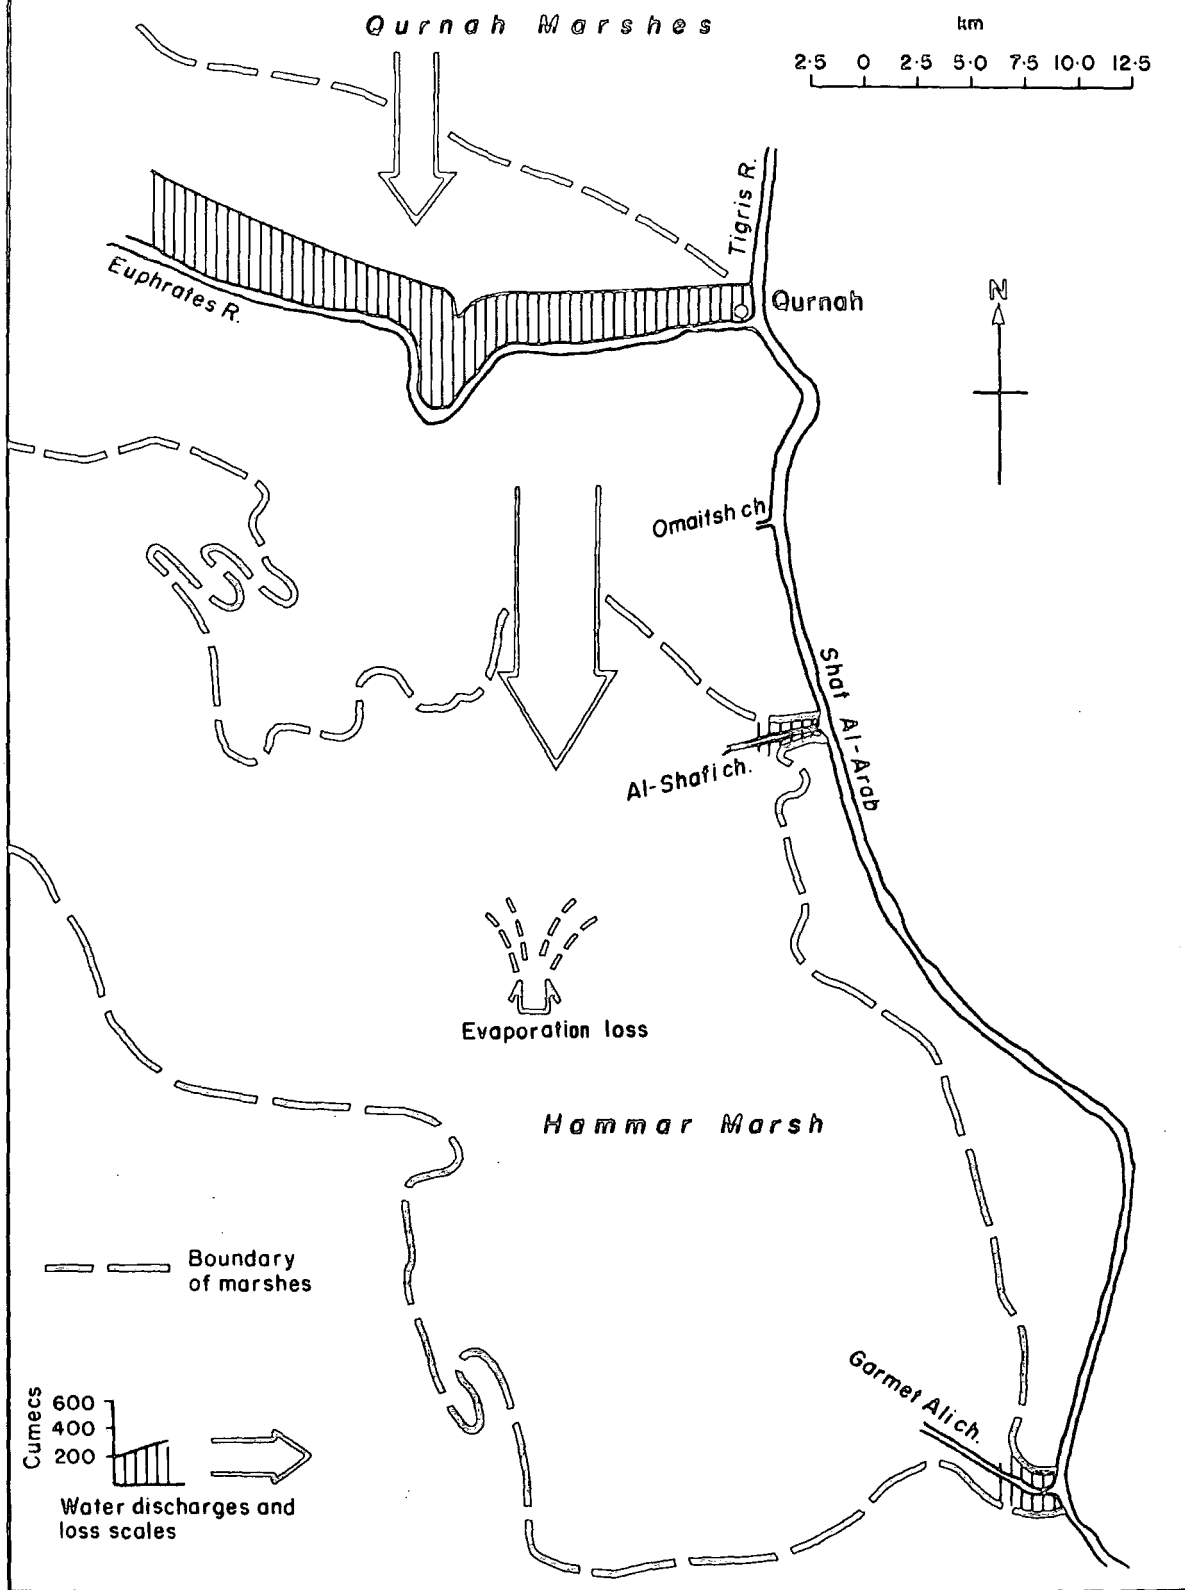 Qurnah Marshes
km
2·5 0 2·5 5·0 7·5 10·0 12·5
Tigris R.
Euphrates R.
Qurnah
N
Omaitsh ch
Shat Al-Arab
Al-Shafi ch.
Evaporation loss
Hammar Marsh
Boundary
of marshes
Garmet Ali ch.
Cumecs
600
400
200
Water discharges and
loss scales